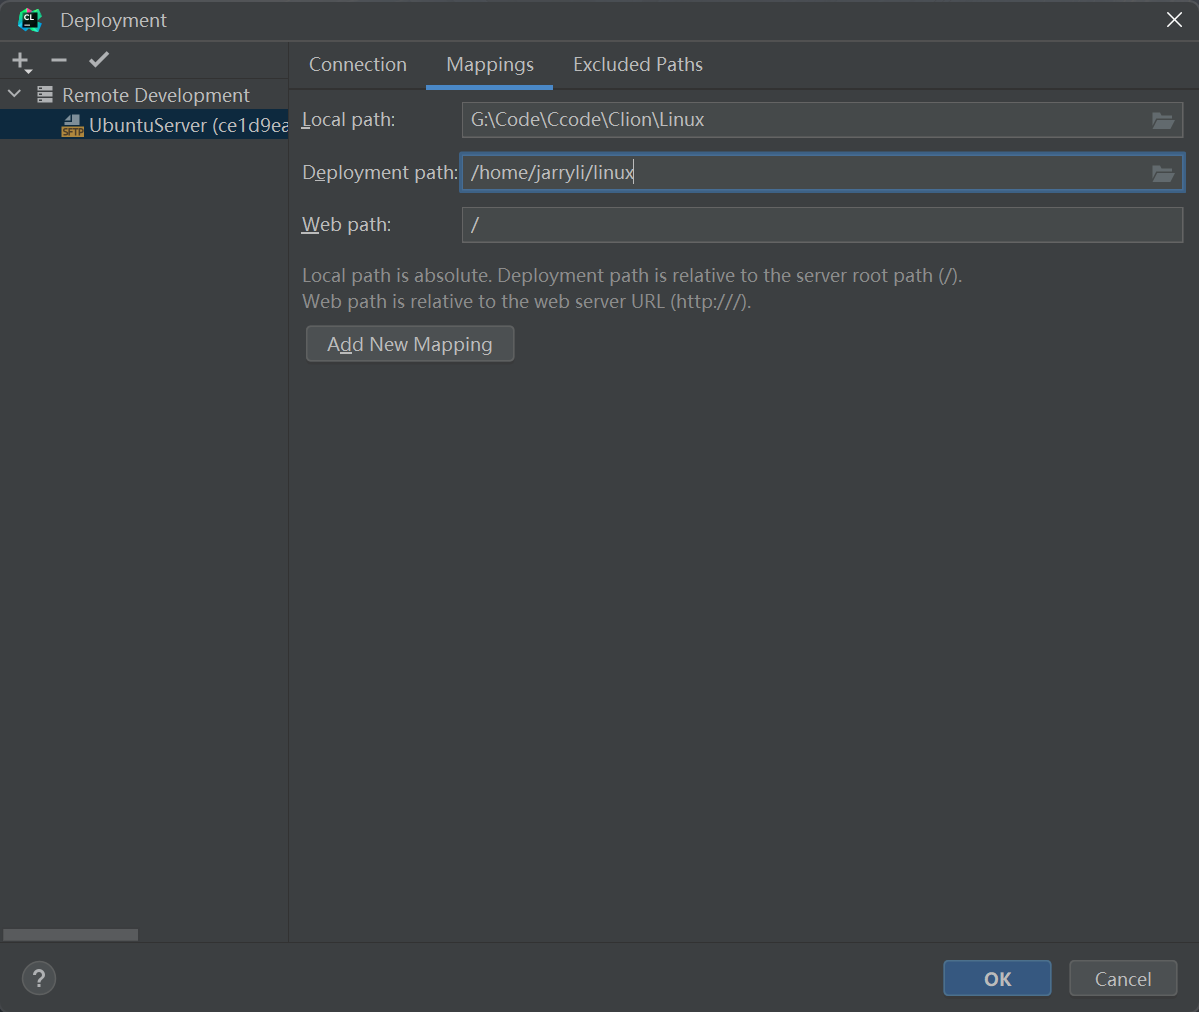 Deployment
Remote Development
UbuntuServer (ce1d9ea
Connection
Mappings
Excluded Paths
Local path:
G:\Code\Ccode\Clion\Linux
Deployment path:
/home/jarryli/linux
Web path:
/
Local path is absolute. Deployment path is relative to the server root path (/).
Web path is relative to the web server URL (http:///).
Add New Mapping
?
OK
Cancel
CL
SFTP